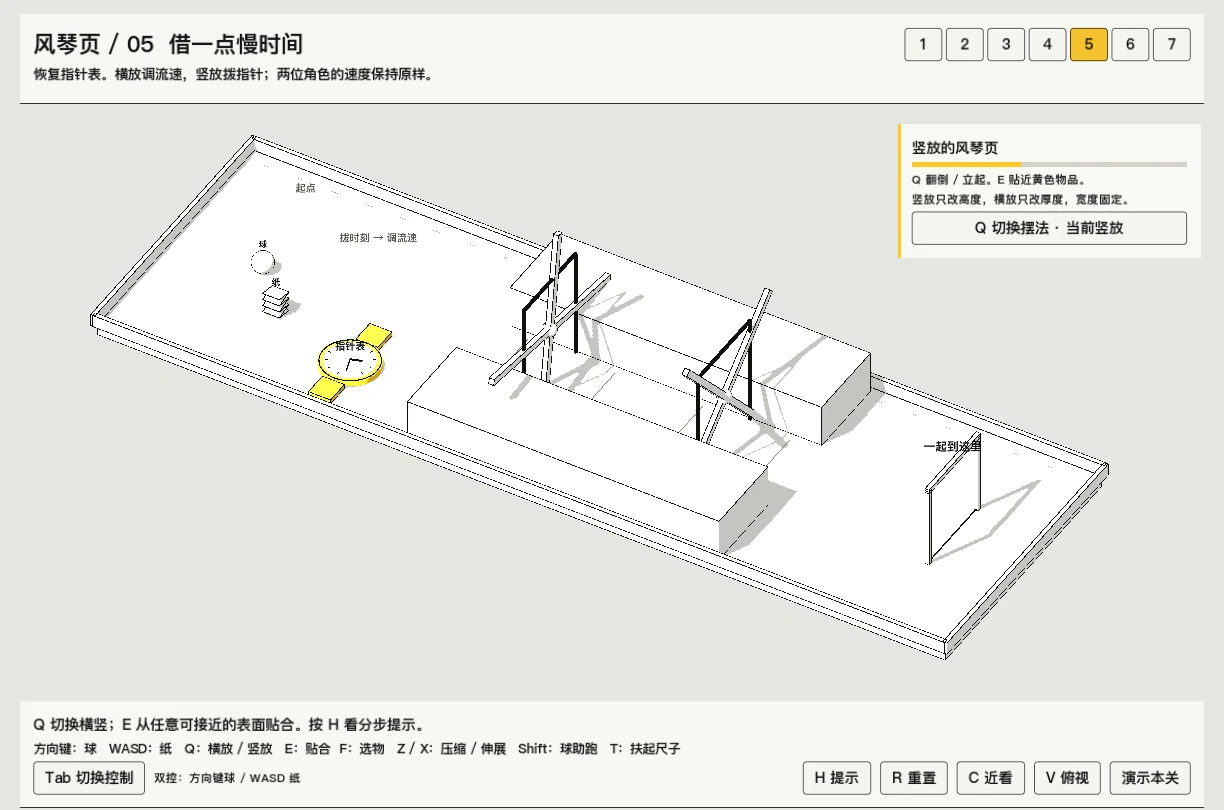 风琴页 / 05 借一点慢时间
1 2 3 4 5 6 7
恢复指针表。横放调流速，竖放拨指针；两位角色的速度保持原样。
竖放的风琴页
Q 翻倒 / 立起。E 贴近黄色物品。
竖放只改高度，横放只改厚度，宽度固定。
Q 切换摆法 · 当前竖放
起点
拨时刻 → 调流速
球
纸
指针表
一起到这里
Q 切换横竖；E 从任意可接近的表面贴合。按 H 看分步提示。
方向键：球 WASD：纸 Q：横放 / 竖放 E：贴合 F：选物 Z / X：压缩 / 伸展 Shift：球助跑 T：扶起尺子
Tab 切换控制 双控：方向键球 / WASD 纸
H 提示 R 重置 C 近看 V 俯视 演示本关